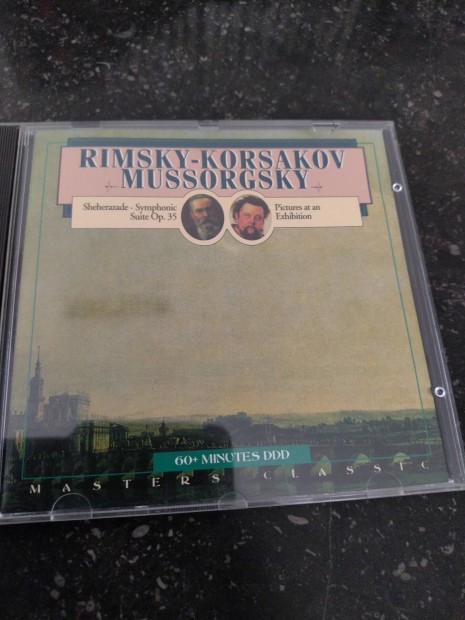 RIMSKY-KORSAKOV
MUSSORGSKY
Sheherazade - Symphonic
Suite Op. 35
Pictures at an
Exhibition
60+ MINUTES DDD
MASTERS CLASSIC